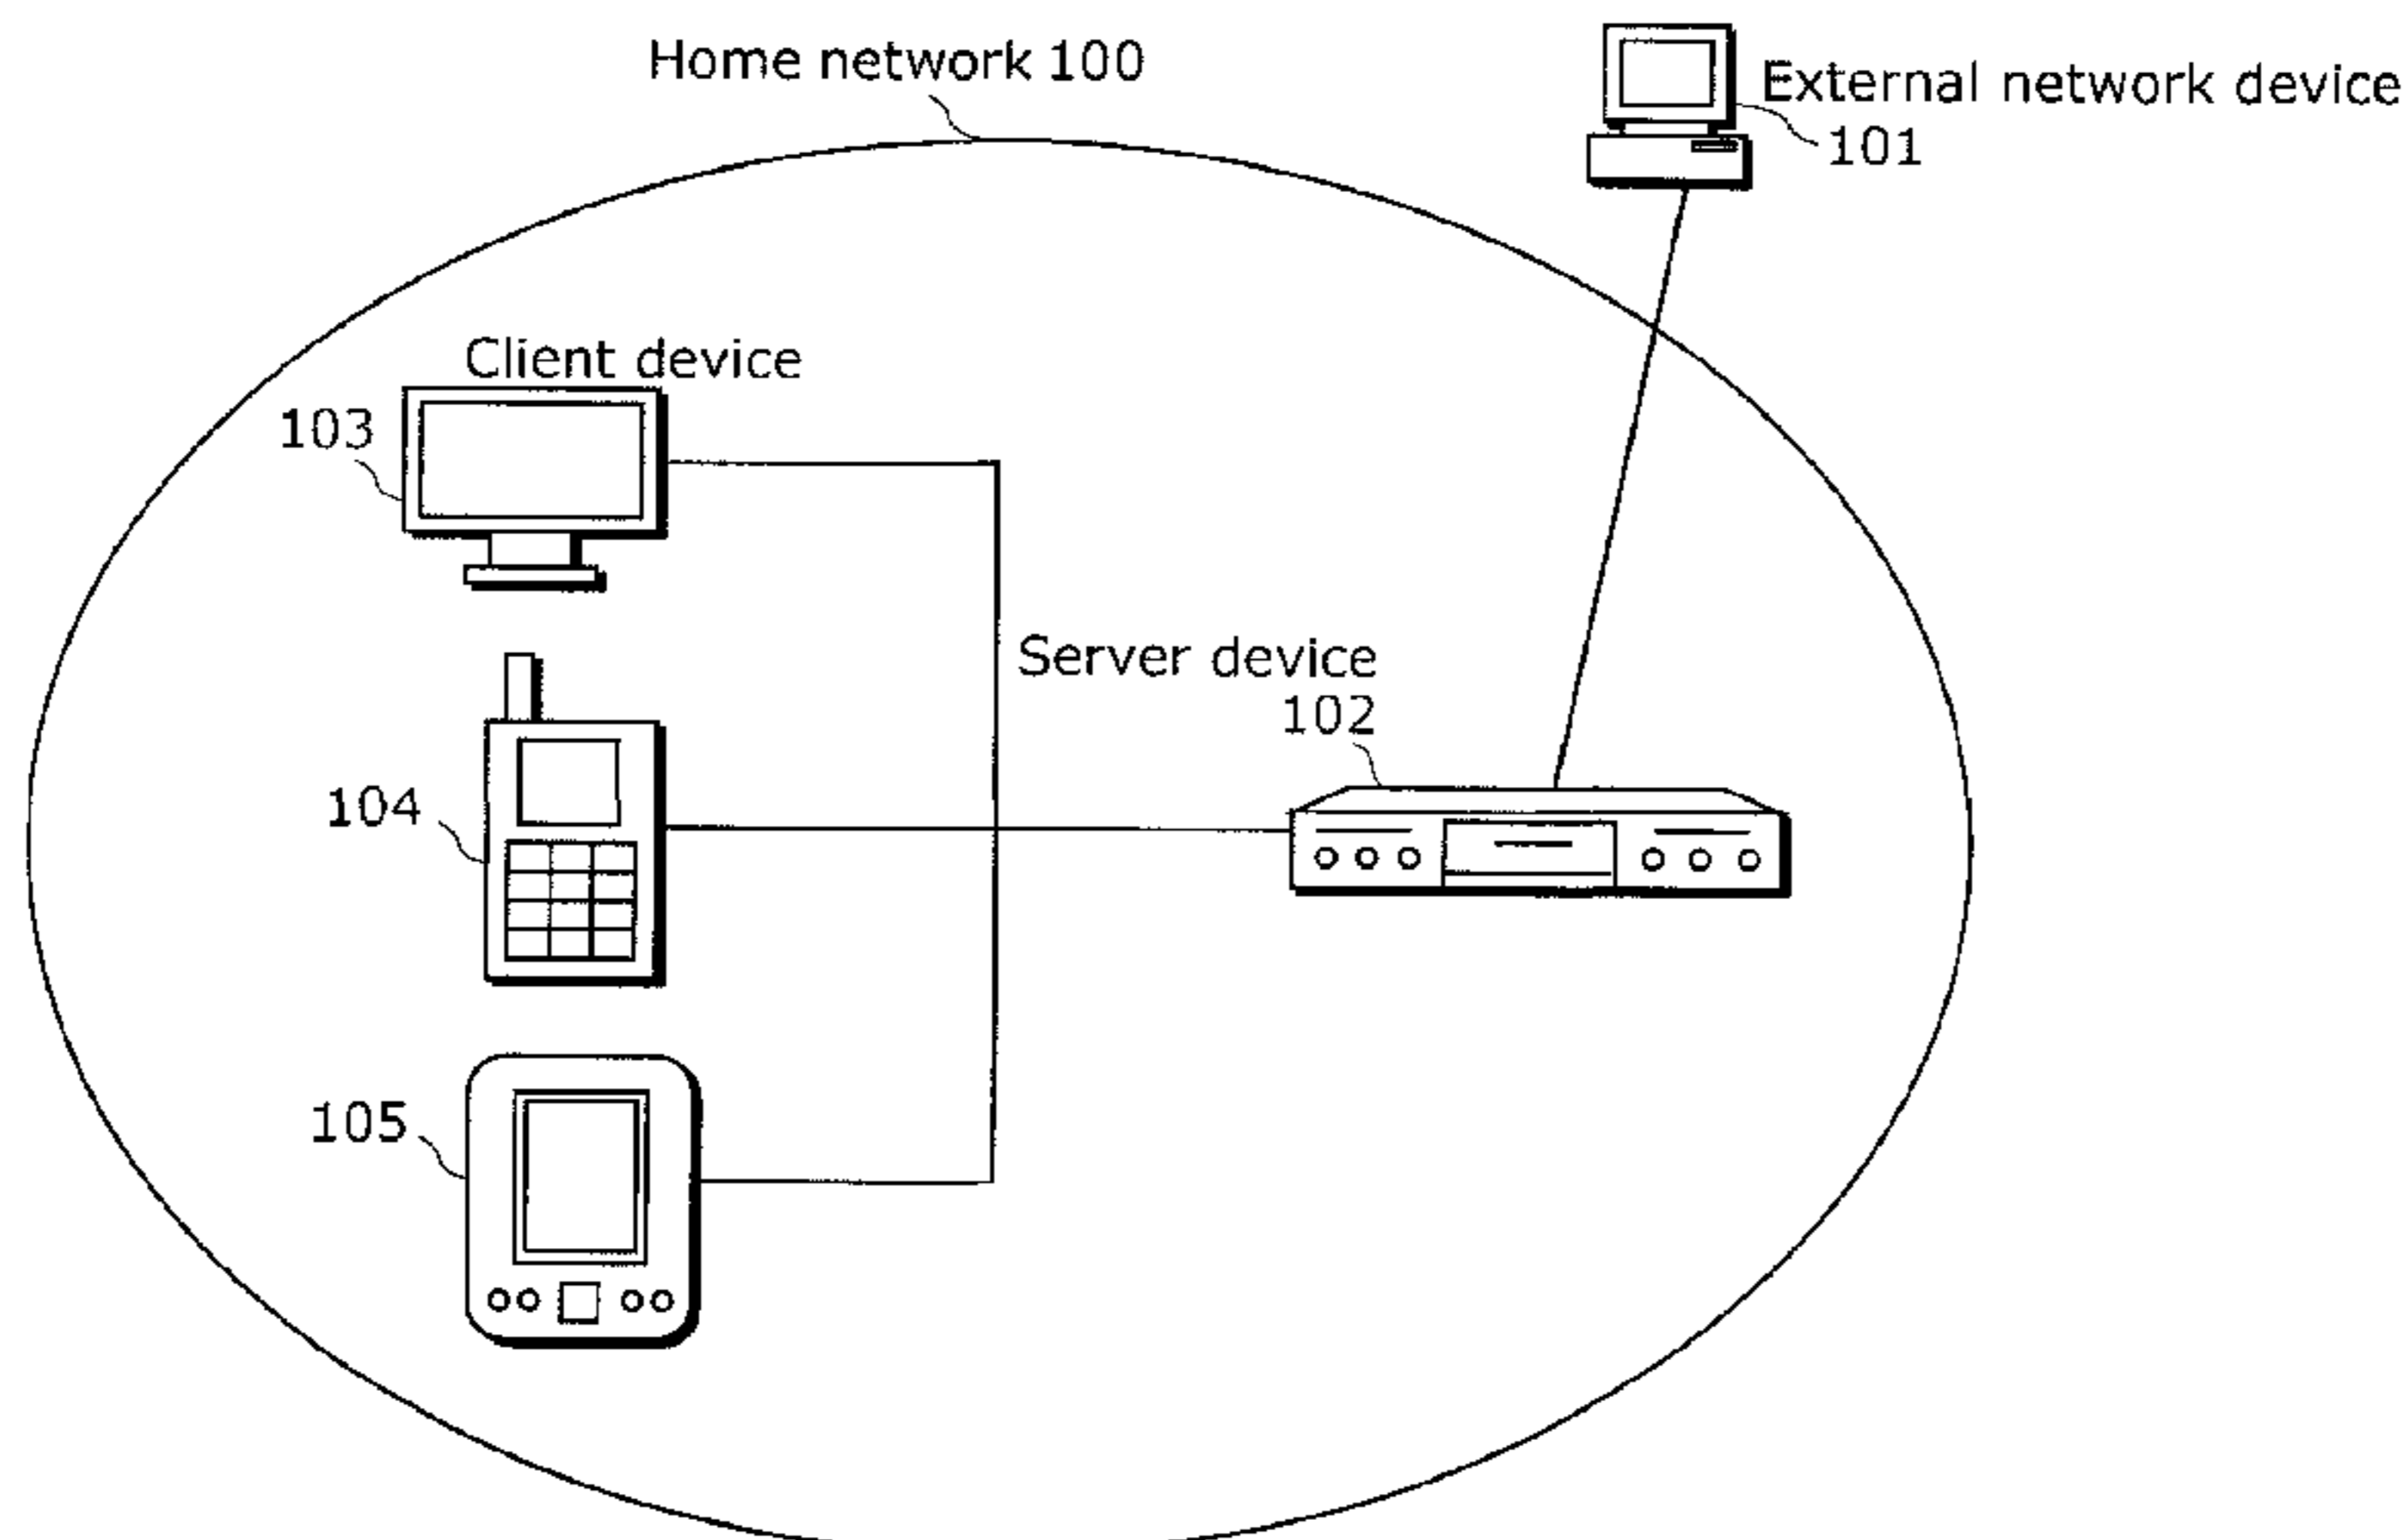 Home network 100
External network device
101
Client device
103
Server device
102
104
105